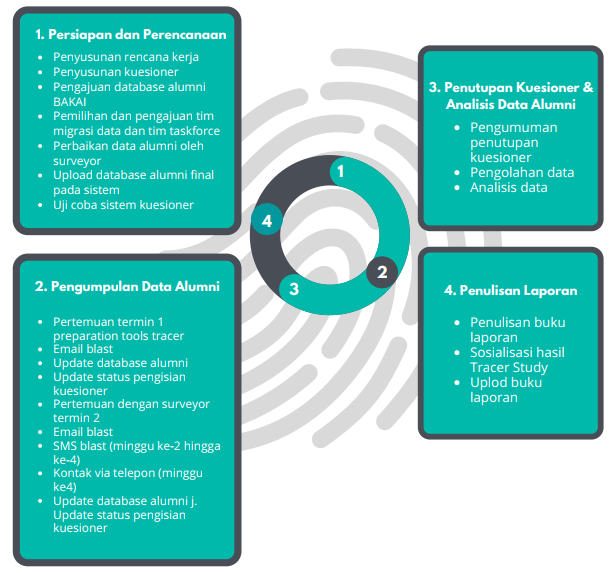 1. Persiapan dan Perencanaan
• Penyusunan rencana kerja
• Penyusunan kuesioner
• Pengajuan database alumni
BAKAI
• Pemilihan dan pengajuan tim
migrasi data dan tim taskforce
• Perbaikan data alumni oleh
surveyor
• Upload database alumni final
pada sistem
• Uji coba sistem kuesioner
2. Pengumpulan Data Alumni
• Pertemuan termin 1
preparation tools tracer
• Email blast
• Update database alumni
• Update status pengisian
kuesioner
• Pertemuan dengan surveyor
termin 2
• Email blast
• SMS blast (minggu ke-2 hingga
ke-4)
• Kontak via telepon (minggu
ke4)
• Update database alumni j.
Update status pengisian
kuesioner
1
2
3
4
3. Penutupan Kuesioner &
Analisis Data Alumni
• Pengumuman
penutupan
kuesioner
• Pengolahan data
• Analisis data
4. Penulisan Laporan
• Penulisan buku
laporan
• Sosialisasi hasil
Tracer Study
• Uplod buku
laporan